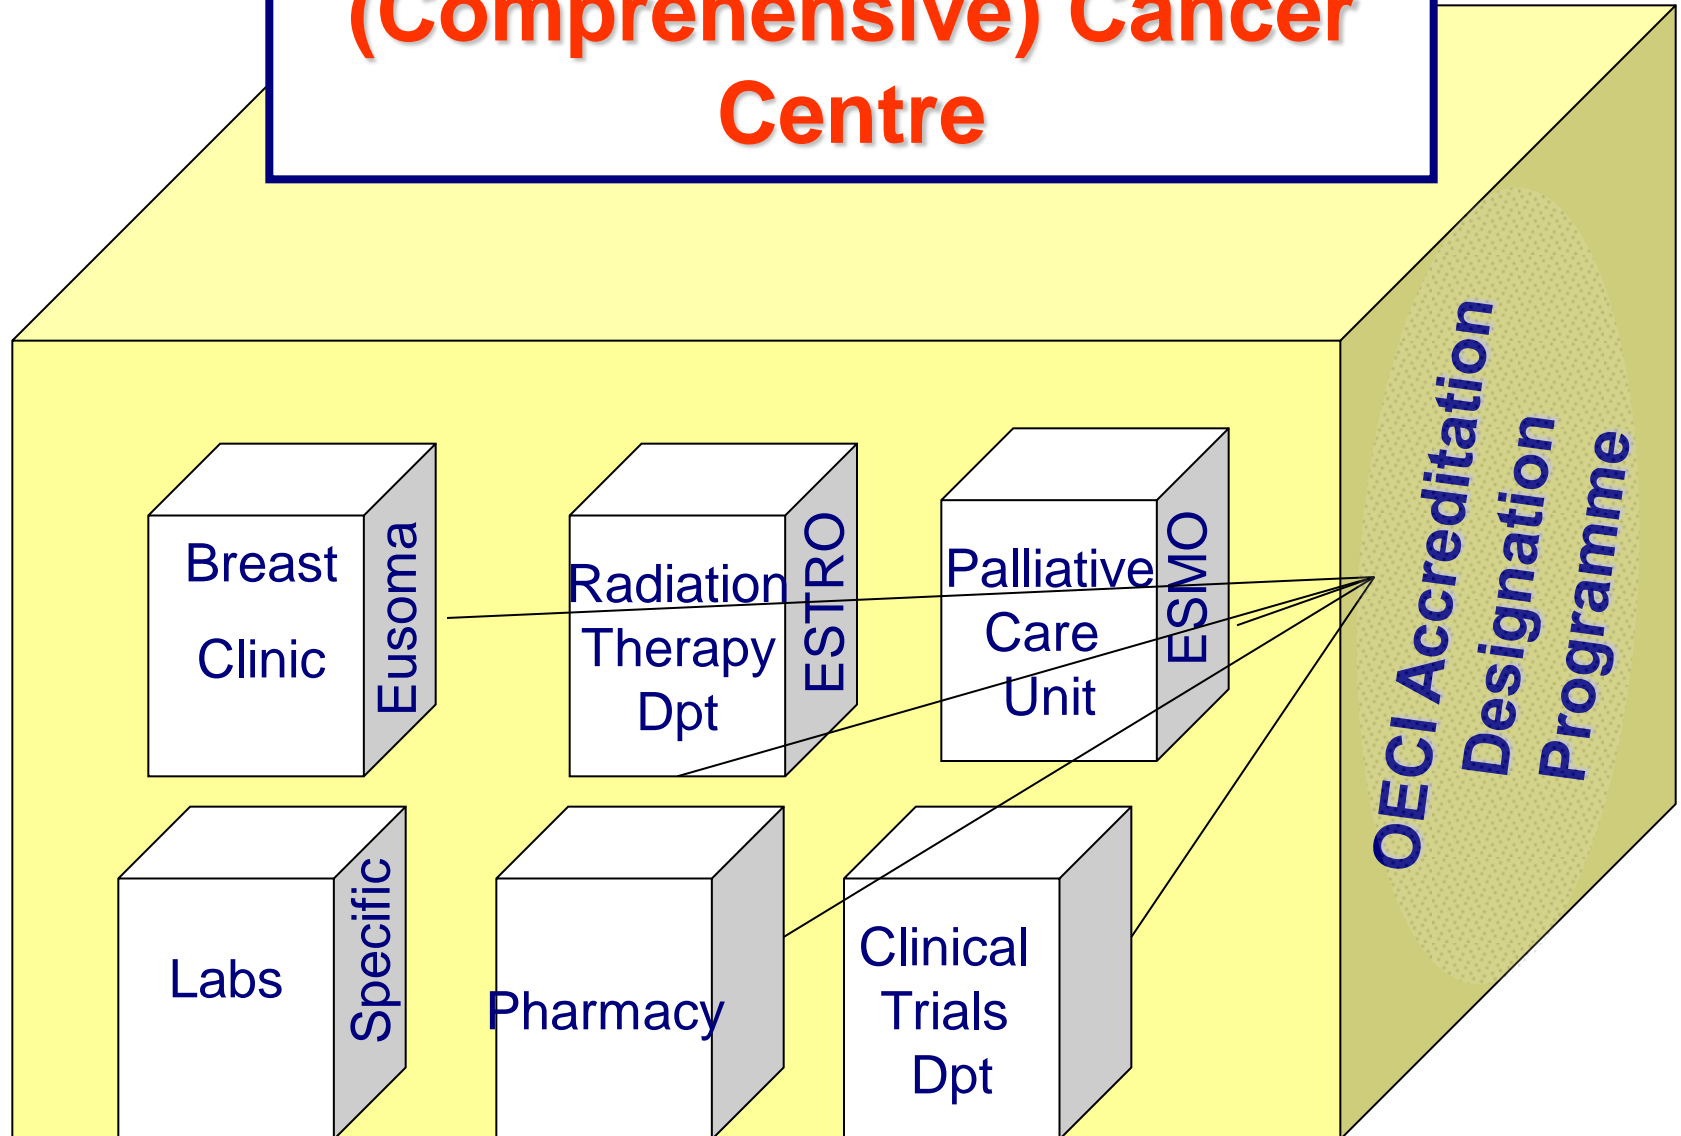 (Comprehensive) Cancer
Centre
Breast
Clinic
Eusoma
Radiation
Therapy
Dpt
ESTRO
Palliative
Care
Unit
ESMO
OECI Accreditation
Designation
Programme
Labs
Specific
Pharmacy
Clinical
Trials
Dpt